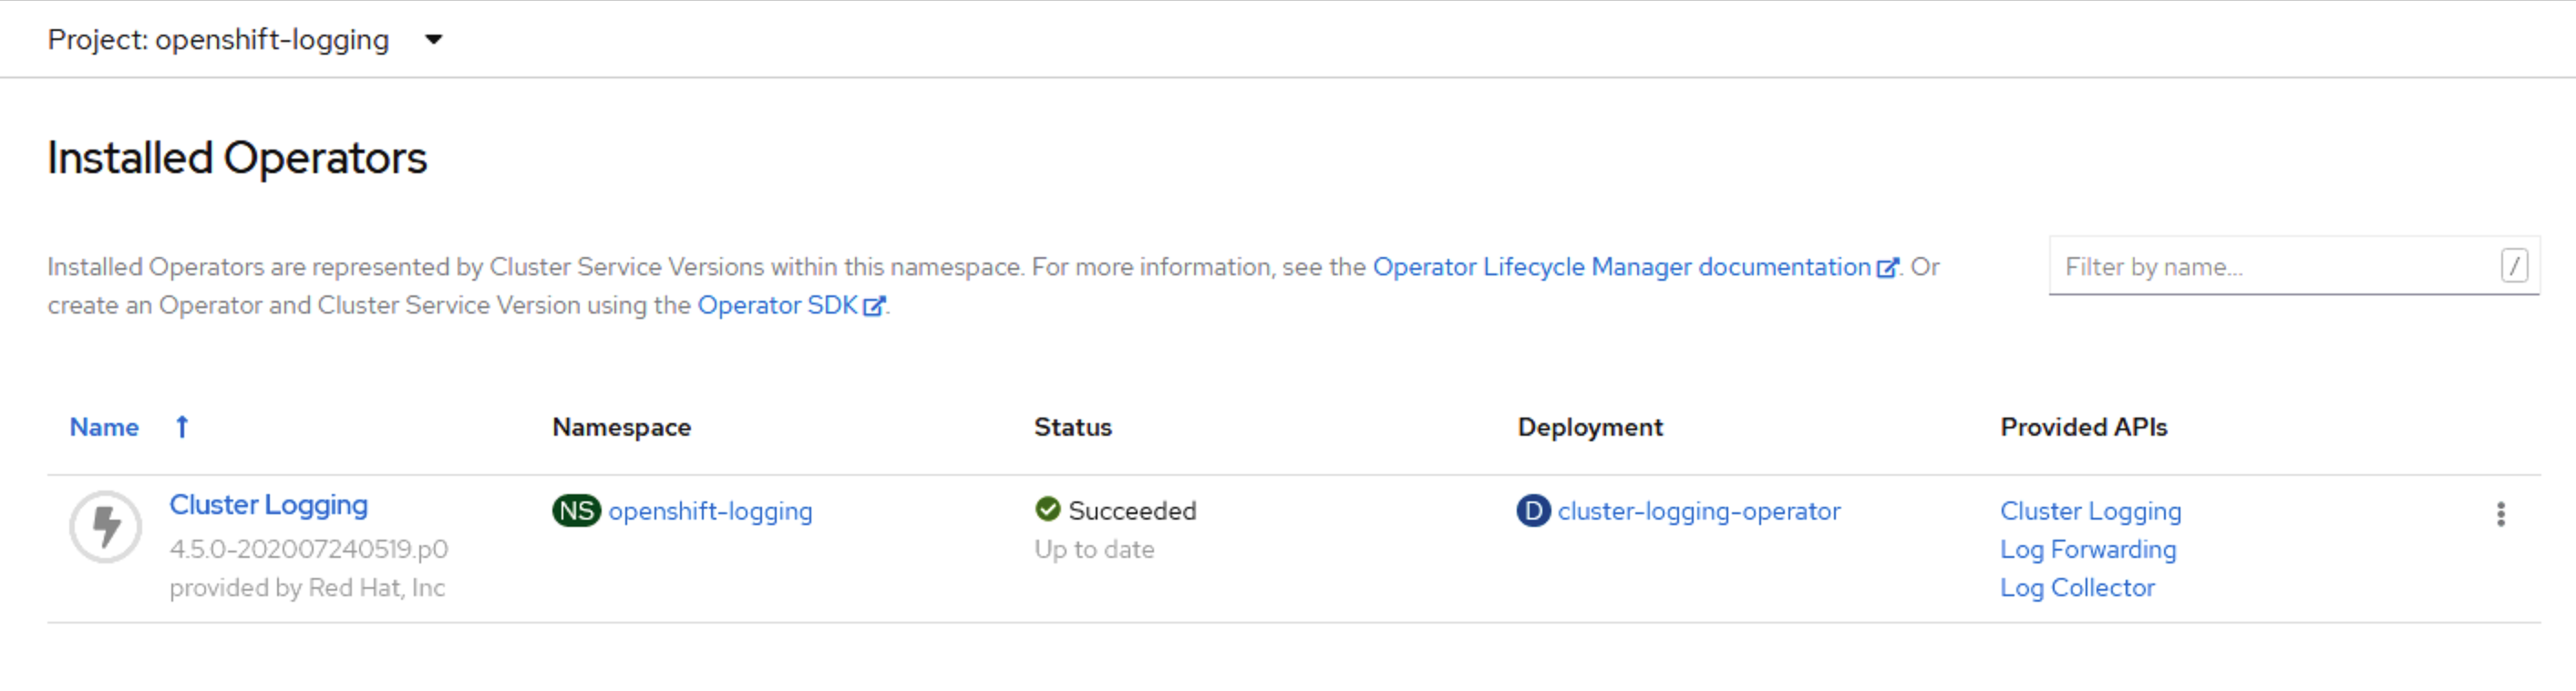 Project: openshift-logging
Installed Operators
Installed Operators are represented by Cluster Service Versions within this namespace. For more information, see the Operator Lifecycle Manager documentation. Or
create an Operator and Cluster Service Version using the Operator SDK.
Filter by name...
/
Name Namespace Status Deployment Provided APIs
Cluster Logging NS openshift-logging Succeeded D cluster-logging-operator Cluster Logging
4.5.0-202007240519.p0 Up to date Log Forwarding
provided by Red Hat, Inc Log Collector